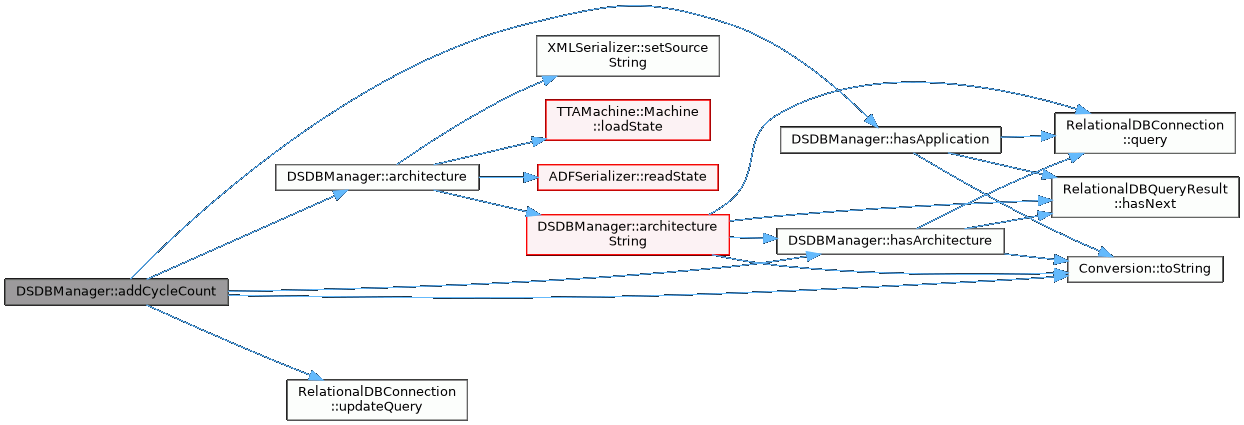 XMLSerializer::setSource
String
TTAMachine::Machine
::loadState
RelationalDBConnection
::query
DSDBManager::hasApplication
DSDBManager::architecture
ADFSerializer::readState
RelationalDBQueryResult
::hasNext
DSDBManager::architecture
String
DSDBManager::hasArchitecture
Conversion::toString
DSDBManager::addCycleCount
RelationalDBConnection
::updateQuery